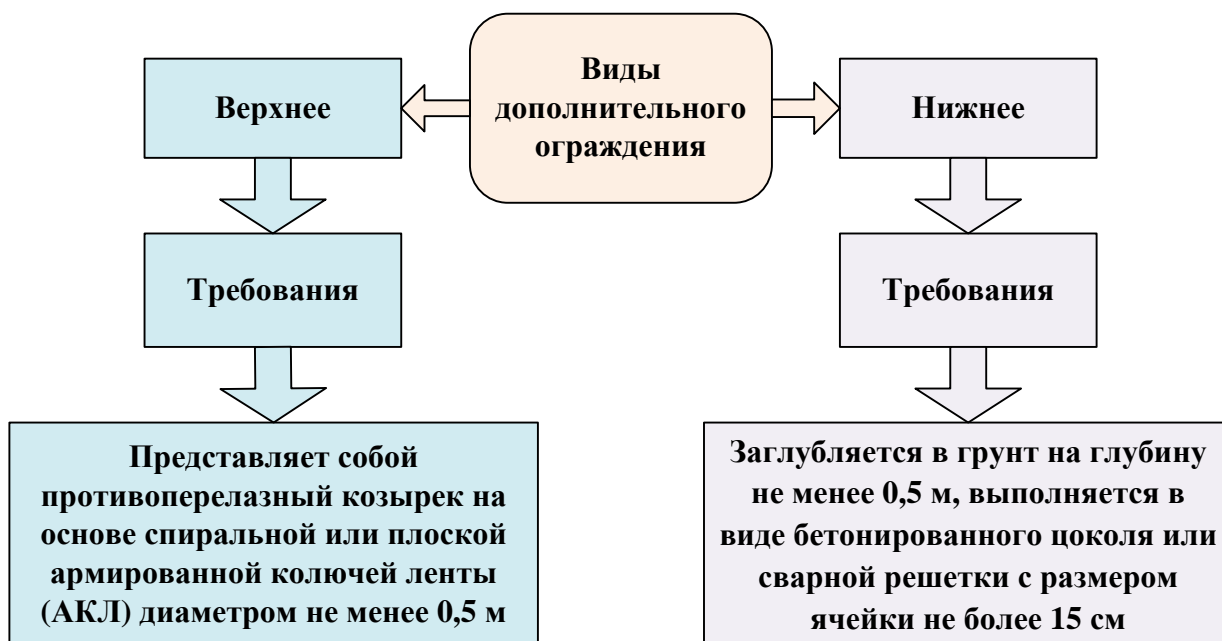 Виды
дополнительного
ограждения
Верхнее
Нижнее
Требования
Требования
Представляет собой
противоперелазный козырек на
основе спиральной или плоской
армированной колючей ленты
(АКЛ) диаметром не менее 0,5 м
Заглубляется в грунт на глубину
не менее 0,5 м, выполняется в
виде бетонированного цоколя или
сварной решетки с размером
ячейки не более 15 см